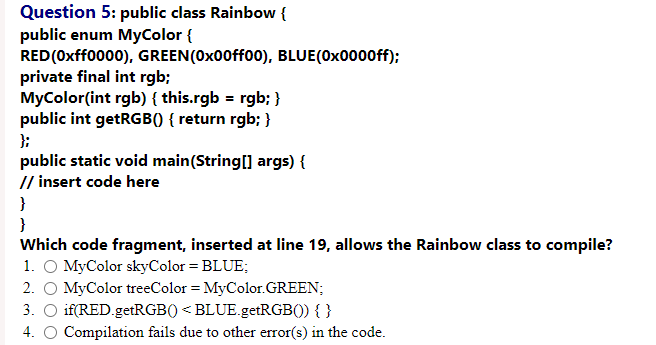 Question 5: public class Rainbow {
public enum MyColor {
RED(0xff0000), GREEN(0x00ff00), BLUE(0x0000ff);
private final int rgb;
MyColor(int rgb) { this.rgb = rgb; }
public int getRGB() { return rgb; }
};
public static void main(String[] args) {
// insert code here
}
}
Which code fragment, inserted at line 19, allows the Rainbow class to compile?
1. MyColor skyColor = BLUE;
2. MyColor treeColor = MyColor.GREEN;
3. if(RED.getRGB() < BLUE.getRGB()) { }
4. Compilation fails due to other error(s) in the code.